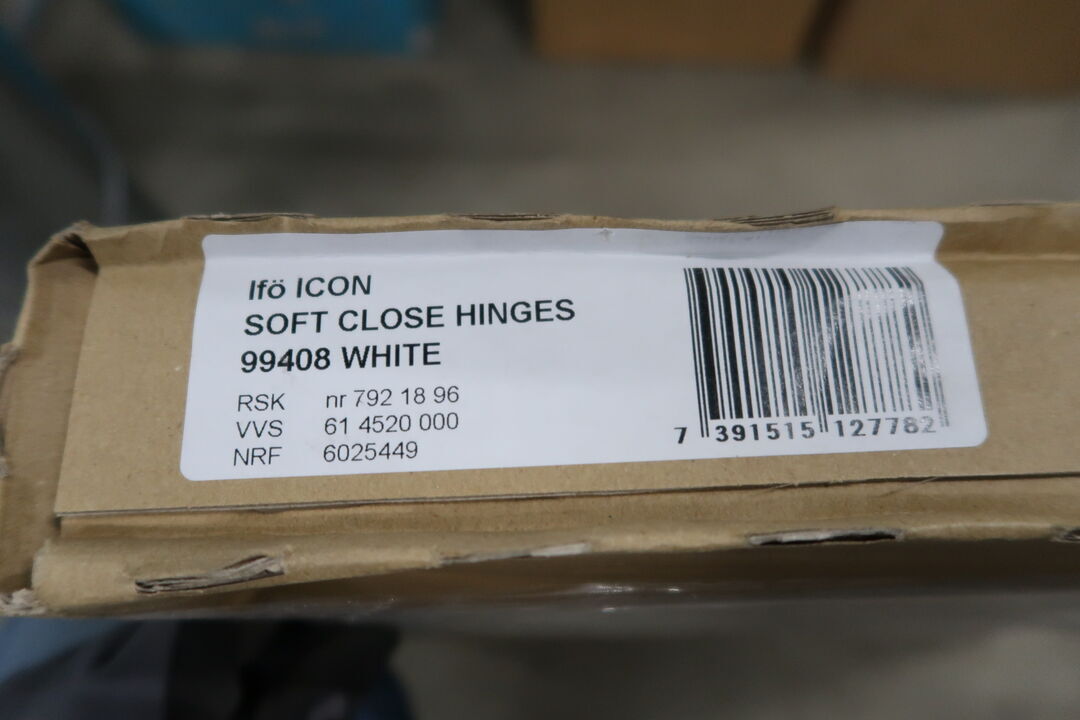 Ifö ICON
SOFT CLOSE HINGES
99408 WHITE
RSK nr 792 18 96
VVS 61 4520 000
NRF 6025449
7 391515 127782